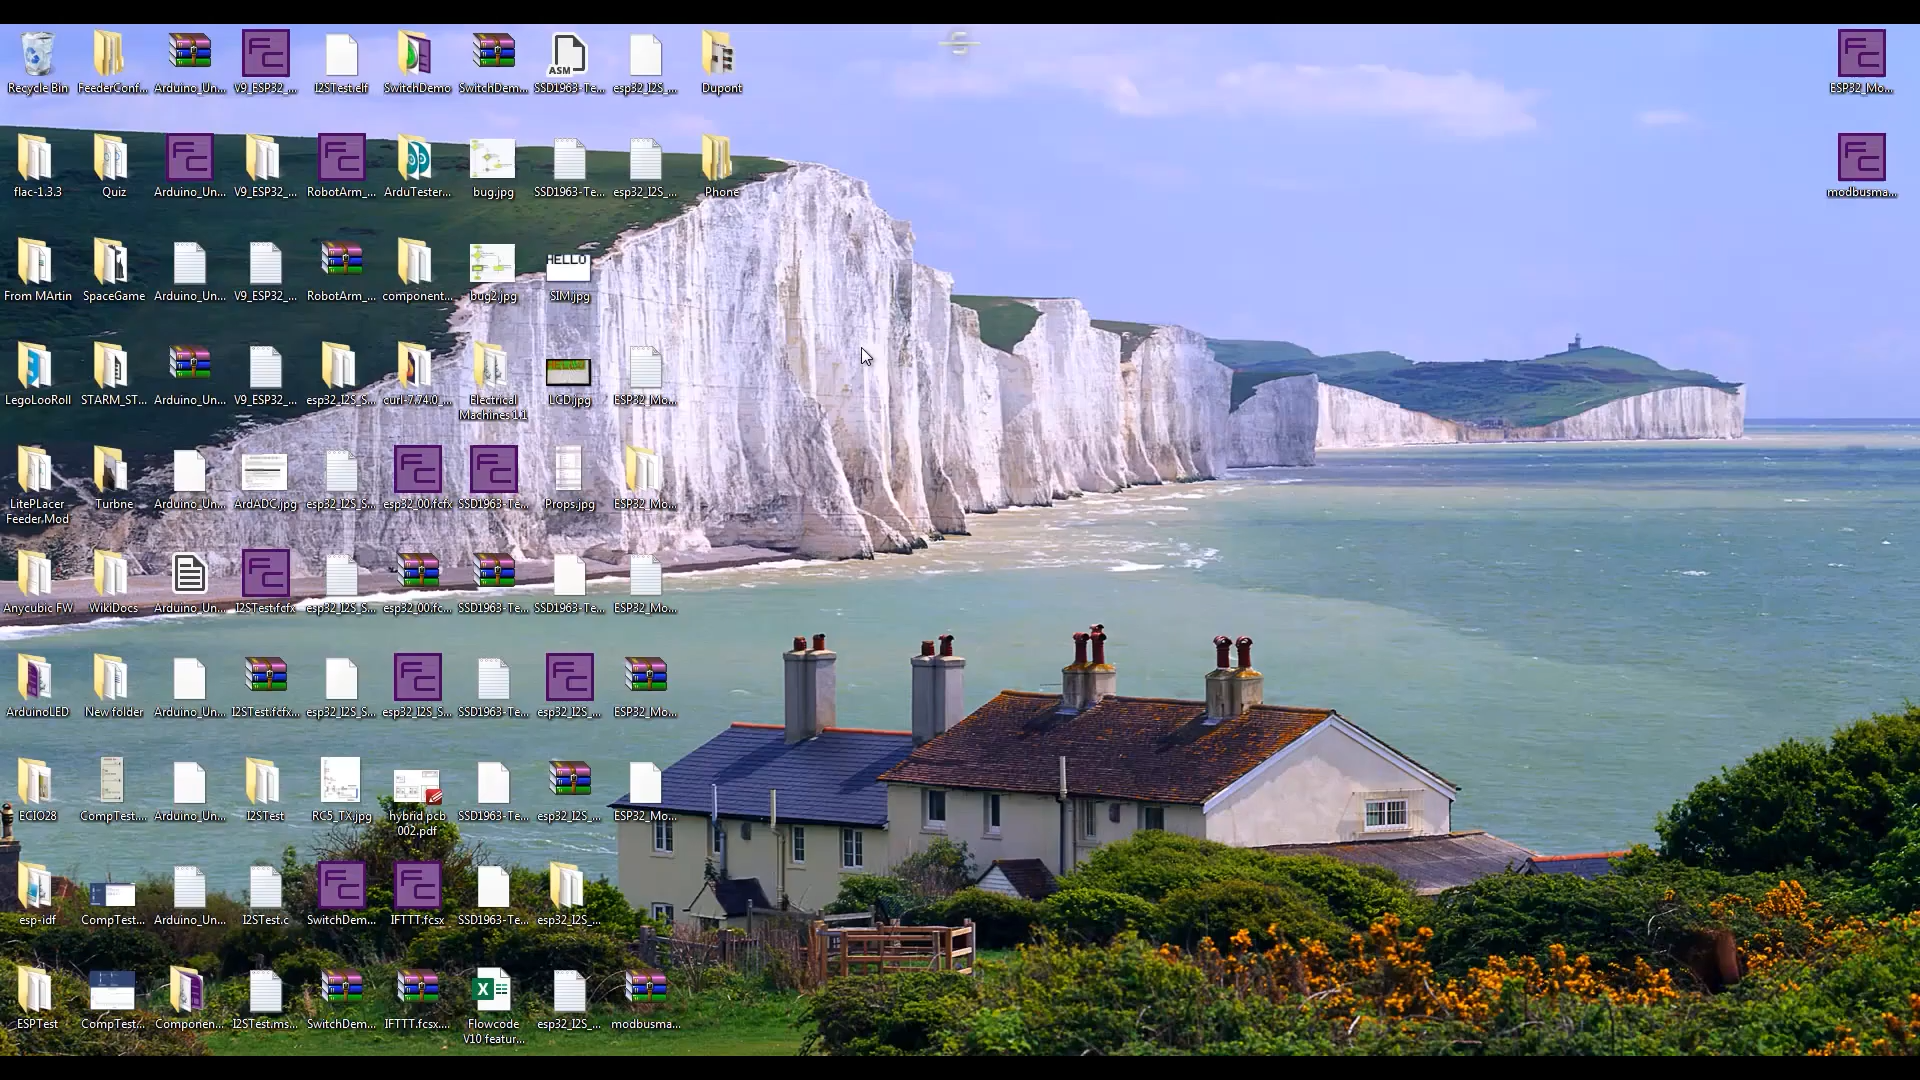 Recycle Bin
FeederConf...
Arduino_Un...
V9_ESP32_...
I2STest.elf
SwitchDemo
SwitchDem...
ASM
SSD1963-Te...
esp32_I2S_...
Dupont
ESP32_Mo...
flac-1.3.3
Quiz
Arduino_Un...
V9_ESP32_...
RobotArm_...
ArduTester...
bug.jpg
SSD1963-Te...
esp32_I2S_...
Phone
modbusma...
From MArtin
SpaceGame
Arduino_Un...
V9_ESP32_...
RobotArm_...
component...
bug2.jpg
HELLO
SIM.jpg
LegoLooRoll
STARM_ST...
Arduino_Un...
V9_ESP32_...
esp32_I2S_S...
curl-7.74.0_...
Electrical
Machines 1.1
LCD.jpg
ESP32_Mo...
LitePLacer
Feeder Mod
Turbne
Arduino_Un...
ArdADC.jpg
esp32_I2S_S...
esp32_00.fcfx
SSD1963-Te...
Props.jpg
ESP32_Mo...
Anycubic FW
WikiDocs
Arduino_Un...
I2STest.fcfx
esp32_I2S_S...
esp32_00.fc...
SSD1963-Te...
SSD1963-Te...
ESP32_Mo...
ArduinoLED
New folder
Arduino_Un...
I2STest.fcfx...
esp32_I2S_S...
esp32_I2S_S...
SSD1963-Te...
esp32_I2S_...
ESP32_Mo...
ECIO28
CompTest...
Arduino_Un...
I2STest
RC5_TX.jpg
hybrid pcb
002.pdf
SSD1963-Te...
esp32_I2S_...
ESP32_Mo...
esp-idf
CompTest...
Arduino_Un...
I2STest.c
SwitchDem...
IFTTT.fcsx
SSD1963-Te...
esp32_I2S_...
ESPTest
CompTest...
Componen...
I2STest.ms...
SwitchDem...
IFTTT.fcsx....
Flowcode
V10 featur...
esp32_I2S_...
modbusma...